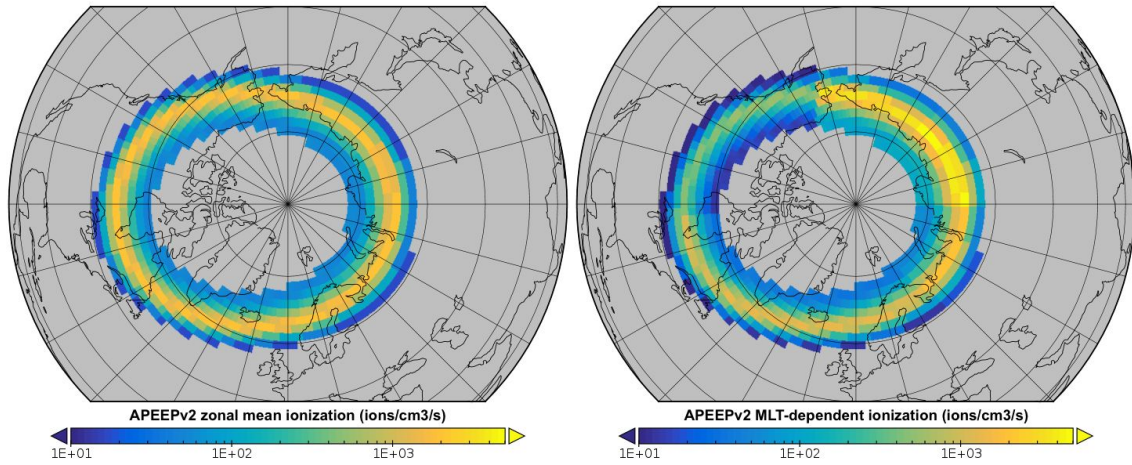 APEEPv2 zonal mean ionization (ions/cm3/s)
1E+01 1E+02 1E+03
APEEPv2 MLT-dependent ionization (ions/cm3/s)
1E+01 1E+02 1E+03